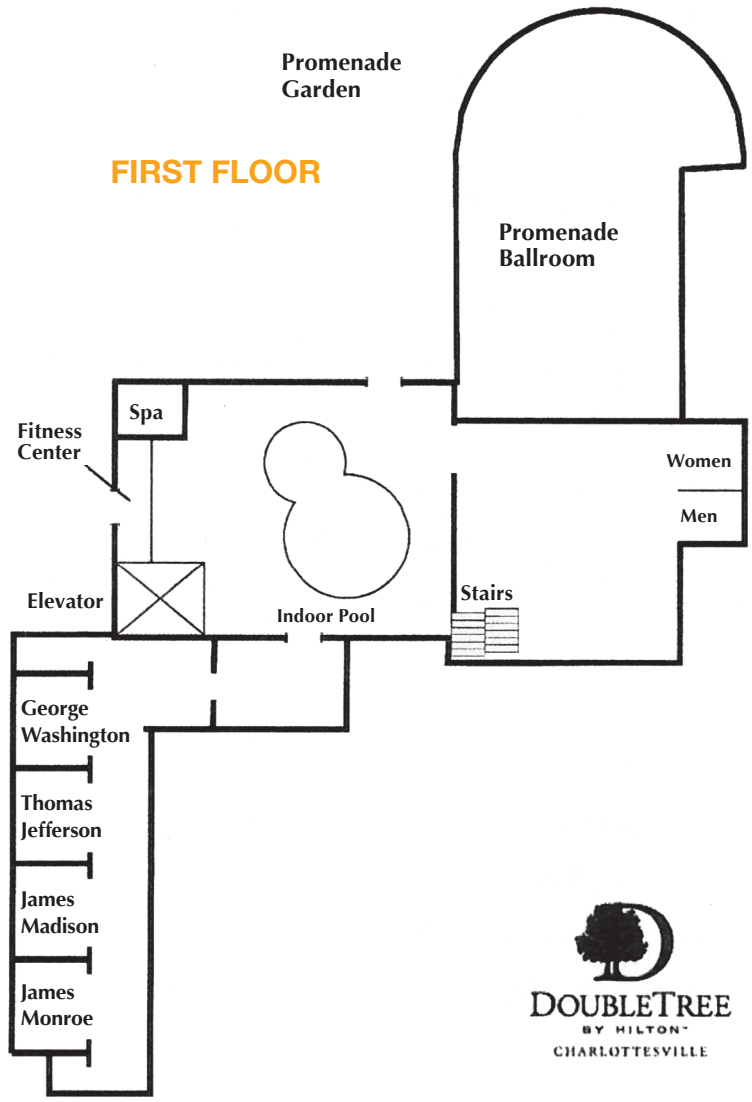 Promenade
Garden
FIRST FLOOR
Promenade
Ballroom
Spa
Fitness
Center
Women
Men
Elevator
Indoor Pool
Stairs
George
Washington
Thomas
Jefferson
James
Madison
James
Monroe
DOUBLETREE
BY HILTON™
CHARLOTTESVILLE